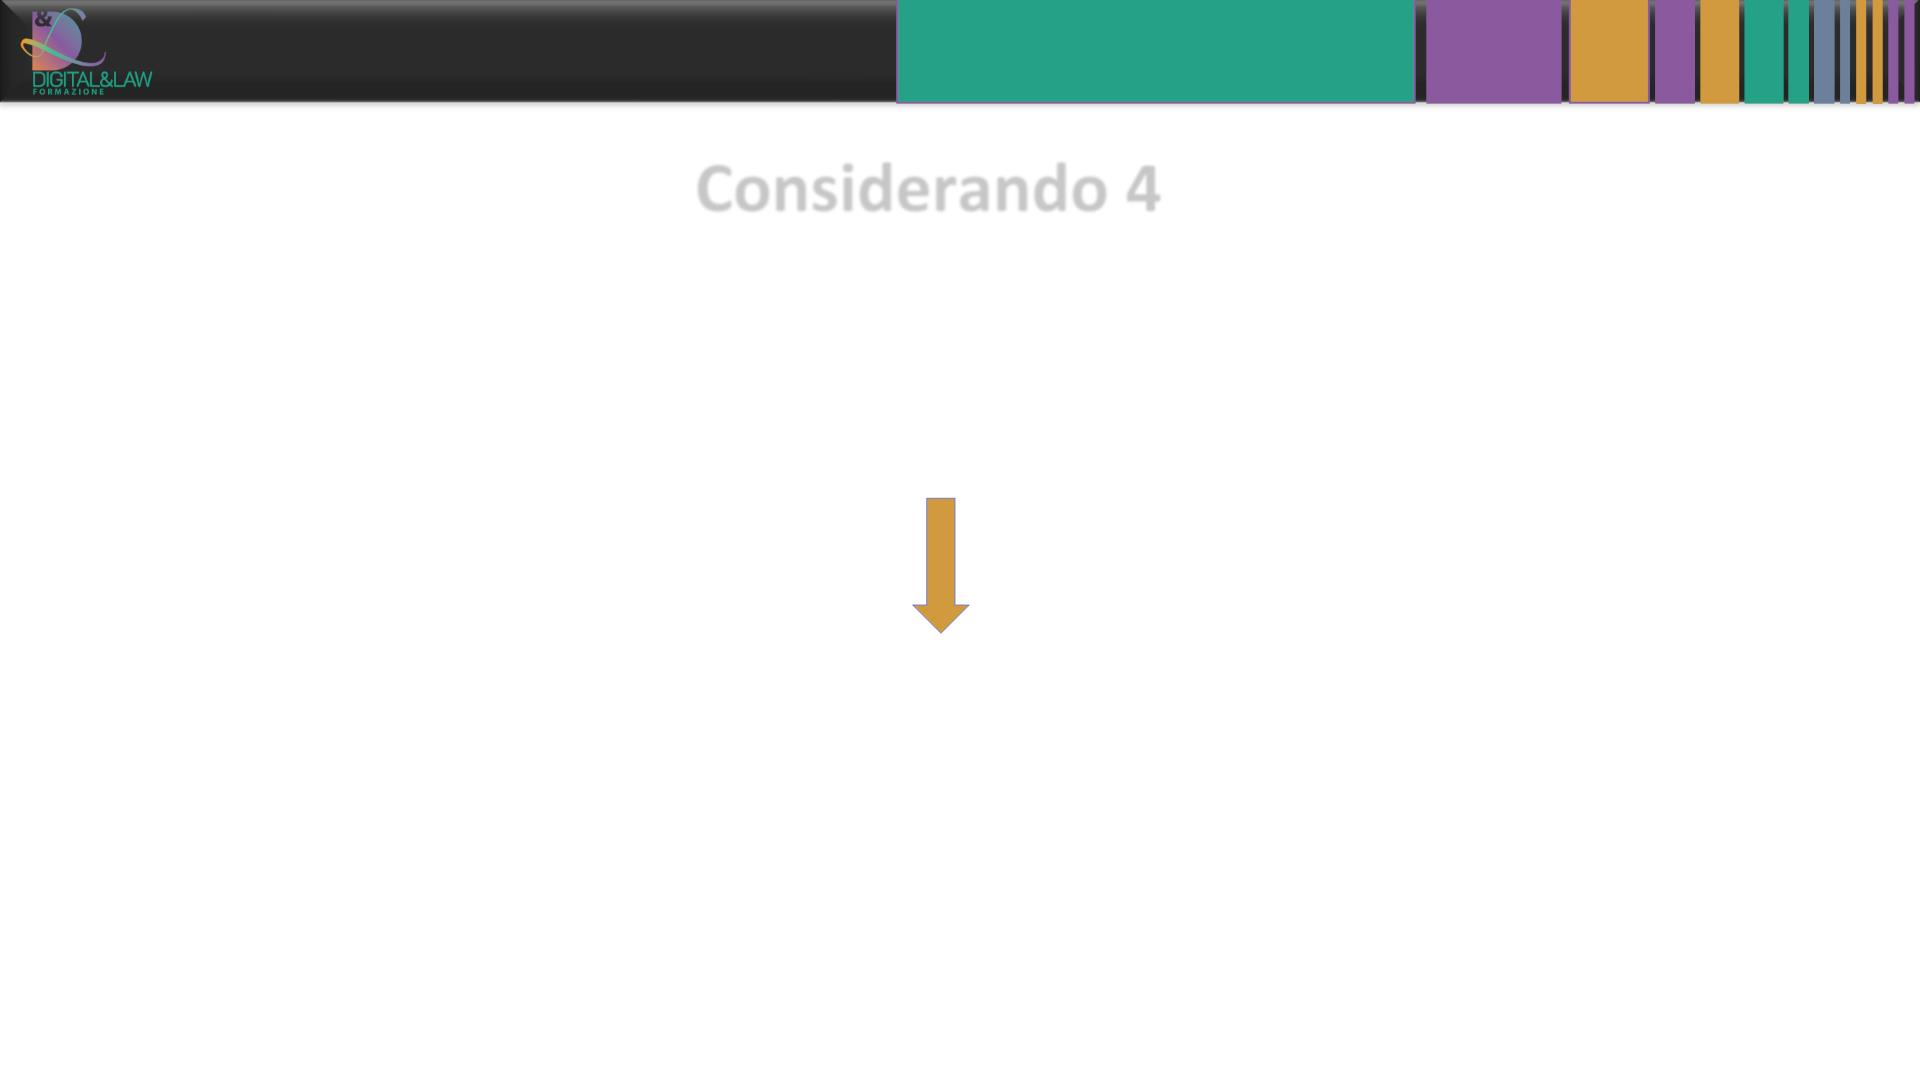 &
DIGITAL&LAW
FORMAZIONE
Considerando 4